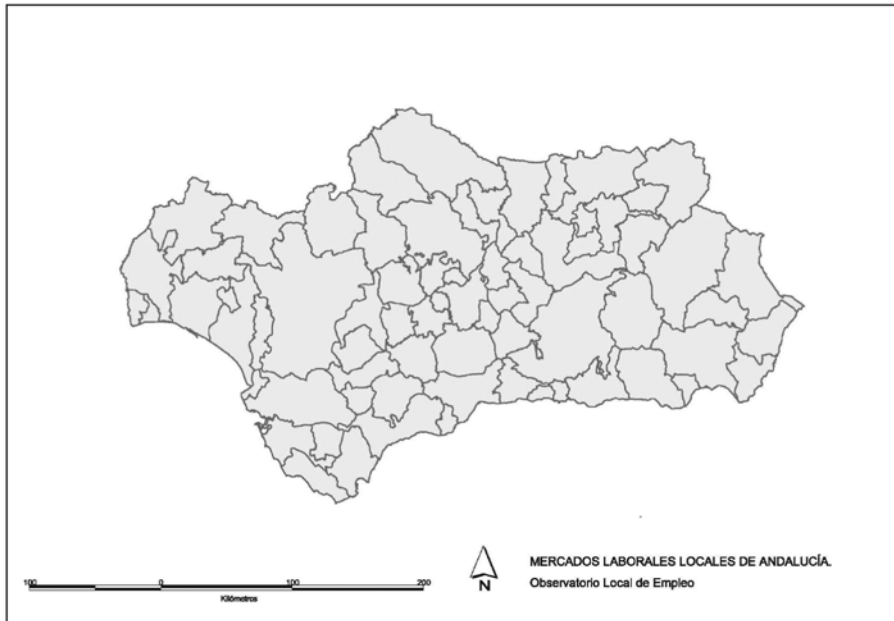 MERCADOS LABORALES LOCALES DE ANDALUCÍA.
Observatorio Local de Empleo
N
100 0 100 200
Kilómetros